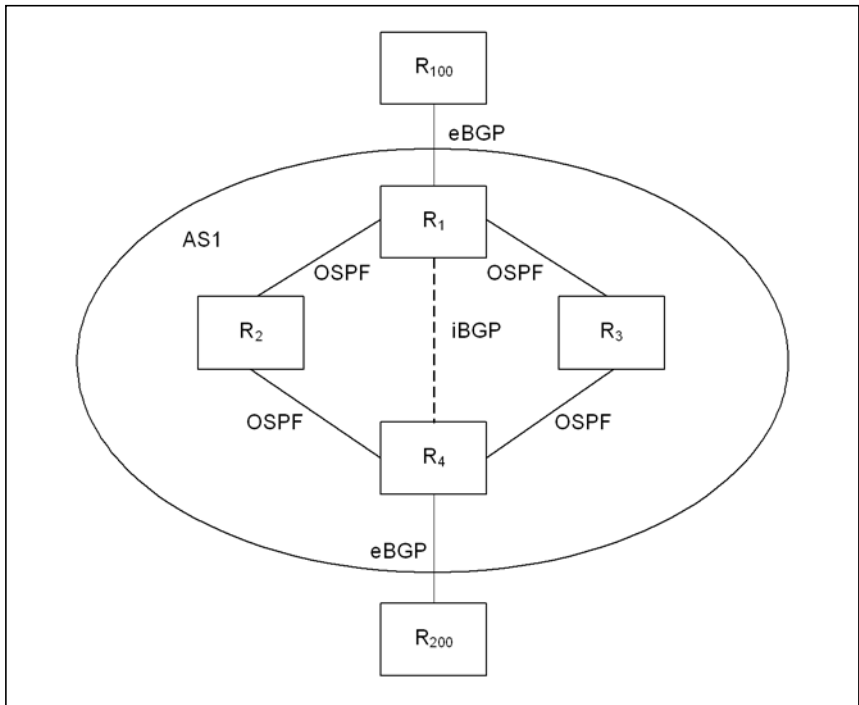 R100
eBGP
R1
AS1
OSPF OSPF
R2 iBGP R3
OSPF OSPF
R4
eBGP
R200